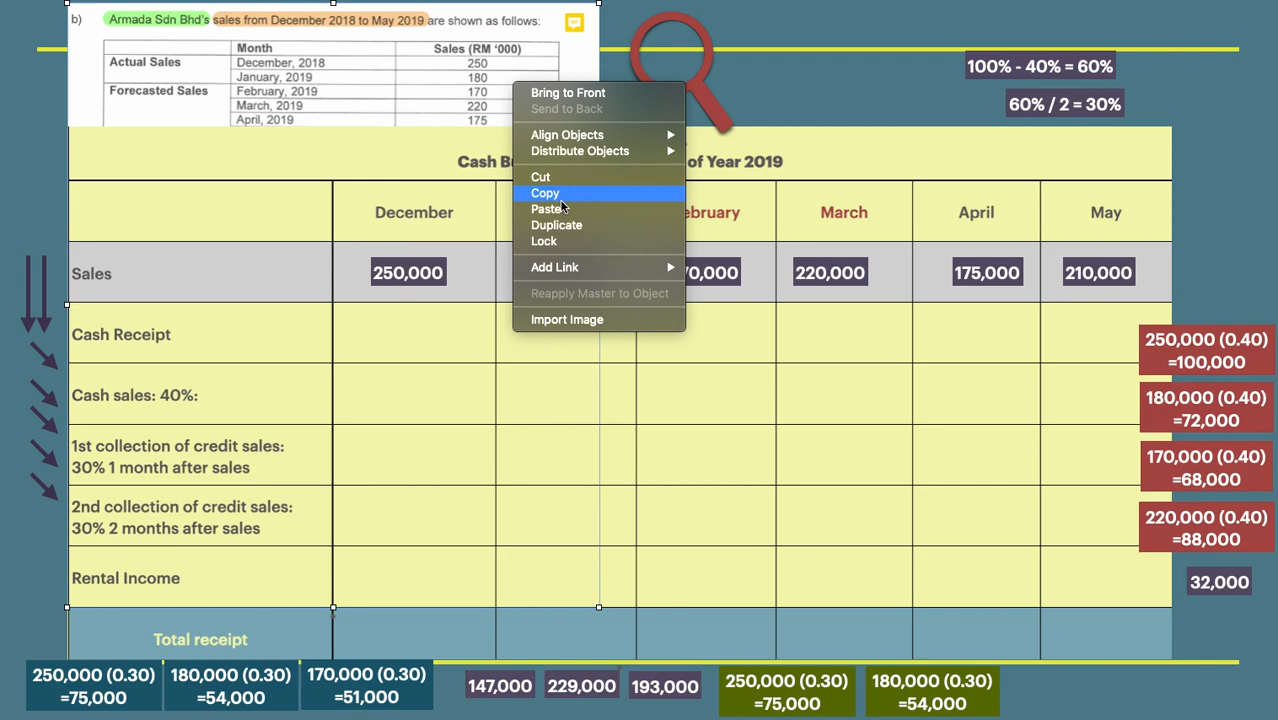 b) Armada Sdn Bhd's sales from December 2018 to May 2019 are shown as follows:
Month Sales (RM '000)
Actual Sales December, 2018 250
January, 2019 180
Forecasted Sales February, 2019 170
March, 2019 220
April, 2019 175
100% - 40% = 60%
60% / 2 = 30%
Bring to Front
Send to Back
Align Objects
Distribute Objects
Cut
Copy
Paste
Duplicate
Lock
Add Link
Reapply Master to Object
Import Image
Cash B of Year 2019
December ebruary March April May
Sales 250,000 70,000 220,000 175,000 210,000
Cash Receipt
Cash sales: 40%:
1st collection of credit sales:
30% 1 month after sales
2nd collection of credit sales:
30% 2 months after sales
Rental Income
Total receipt
250,000 (0.40)
=100,000
180,000 (0.40)
=72,000
170,000 (0.40)
=68,000
220,000 (0.40)
=88,000
32,000
250,000 (0.30)
=75,000
180,000 (0.30)
=54,000
170,000 (0.30)
=51,000
147,000
229,000
193,000
250,000 (0.30)
=75,000
180,000 (0.30)
=54,000